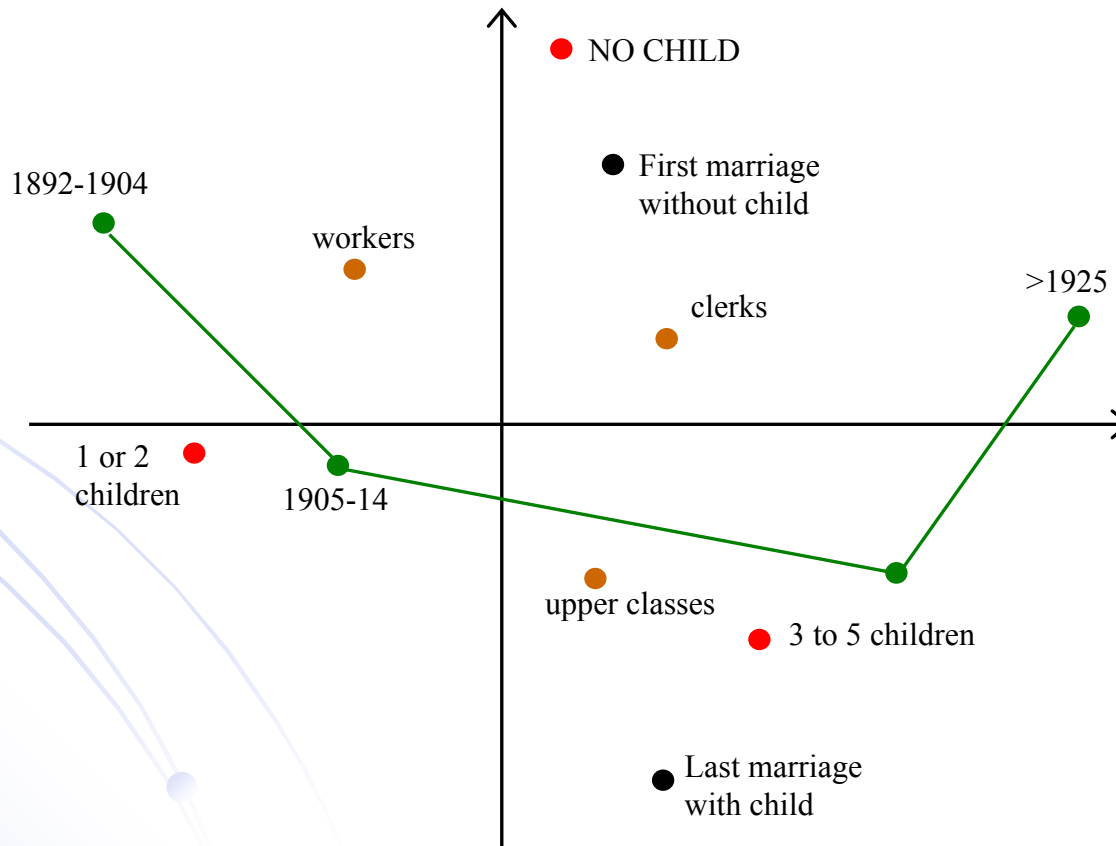 NO CHILD
First marriage
without child
1892-1904
workers
>1925
clerks
1 or 2
children
1905-14
upper classes
3 to 5 children
Last marriage
with child